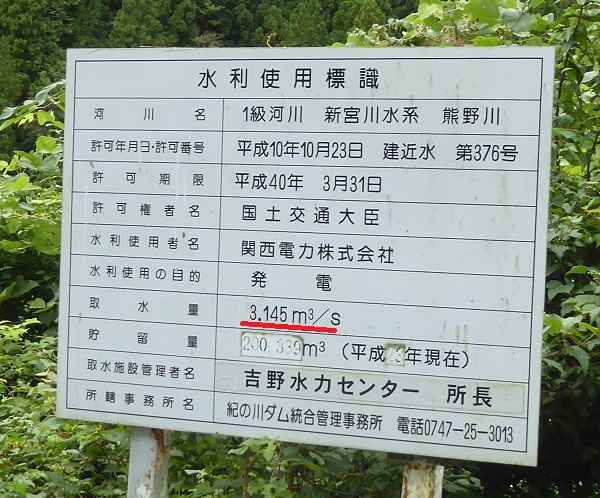 水利使用標識
河川名 1級河川 新宮川水系 熊野川
許可年月日・許可番号 平成10年10月23日 建近水 第376号
許可期限 平成40年 3月31日
許可権者名 国土交通大臣
水利使用者名 関西電力株式会社
水利使用の目的 発電
取水量 3.145m³/s
貯留量 200,339m³ (平成23年現在)
取水施設管理者名 吉野水力センター 所長
所轄事務所名 紀の川ダム統合管理事務所 電話0747-25-3013